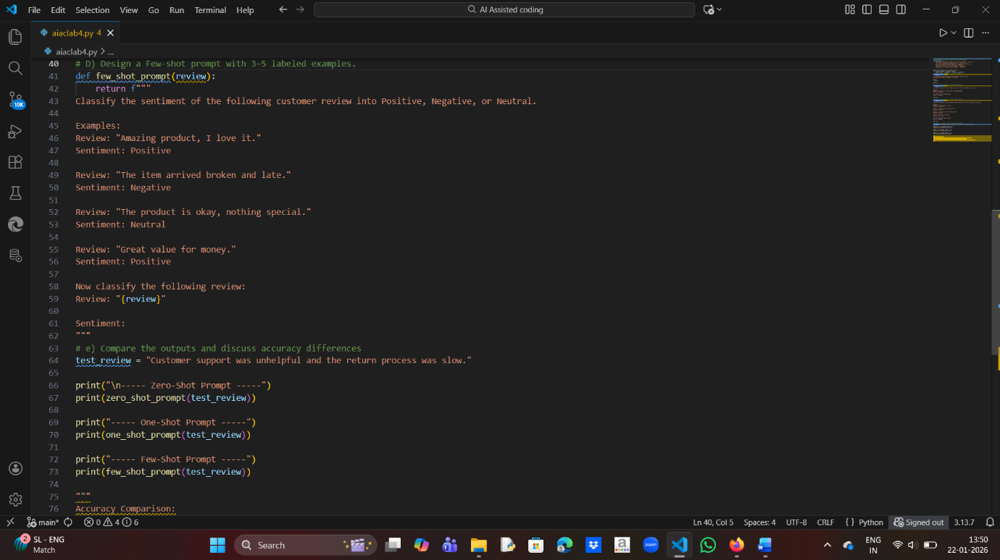 File Edit Selection View Go Run Terminal Help
AI Assisted coding
aiaclab4.py 4
aiaclab4.py > ...
40 # D) Design a Few-shot prompt with 3–5 labeled examples.
41 def few_shot_prompt(review):
42     return f"""
43 Classify the sentiment of the following customer review into Positive, Negative, or Neutral.
44
45 Examples:
46 Review: "Amazing product, I love it."
47 Sentiment: Positive
48
49 Review: "The item arrived broken and late."
50 Sentiment: Negative
51
52 Review: "The product is okay, nothing special."
53 Sentiment: Neutral
54
55 Review: "Great value for money."
56 Sentiment: Positive
57
58 Now classify the following review:
59 Review: "{review}"
60
61 Sentiment:
62 """
63 # e) Compare the outputs and discuss accuracy differences
64 test_review = "Customer support was unhelpful and the return process was slow."
65
66 print("\n----- Zero-Shot Prompt -----")
67 print(zero_shot_prompt(test_review))
68
69 print("----- One-Shot Prompt -----")
70 print(one_shot_prompt(test_review))
71
72 print("----- Few-Shot Prompt -----")
73 print(few_shot_prompt(test_review))
74
75 """
76 Accuracy Comparison:
10K
main* 0 4 6 Ln 40, Col 5 Spaces: 4 UTF-8 CRLF {} Python Signed out 3.13.7
2 SL - ENG
Match
Search
zoom
ENG
IN
13:50
22-01-2026